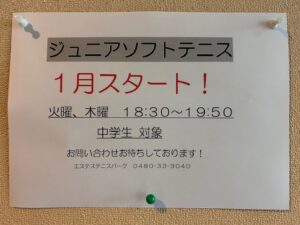 ジュニアソフトテニス
１月スタート！
火曜、木曜　１８:３０～１９:５０
中学生 対象
お問い合わせお待ちしております！
エステステニスパーク　０４８０-３３-３０４０